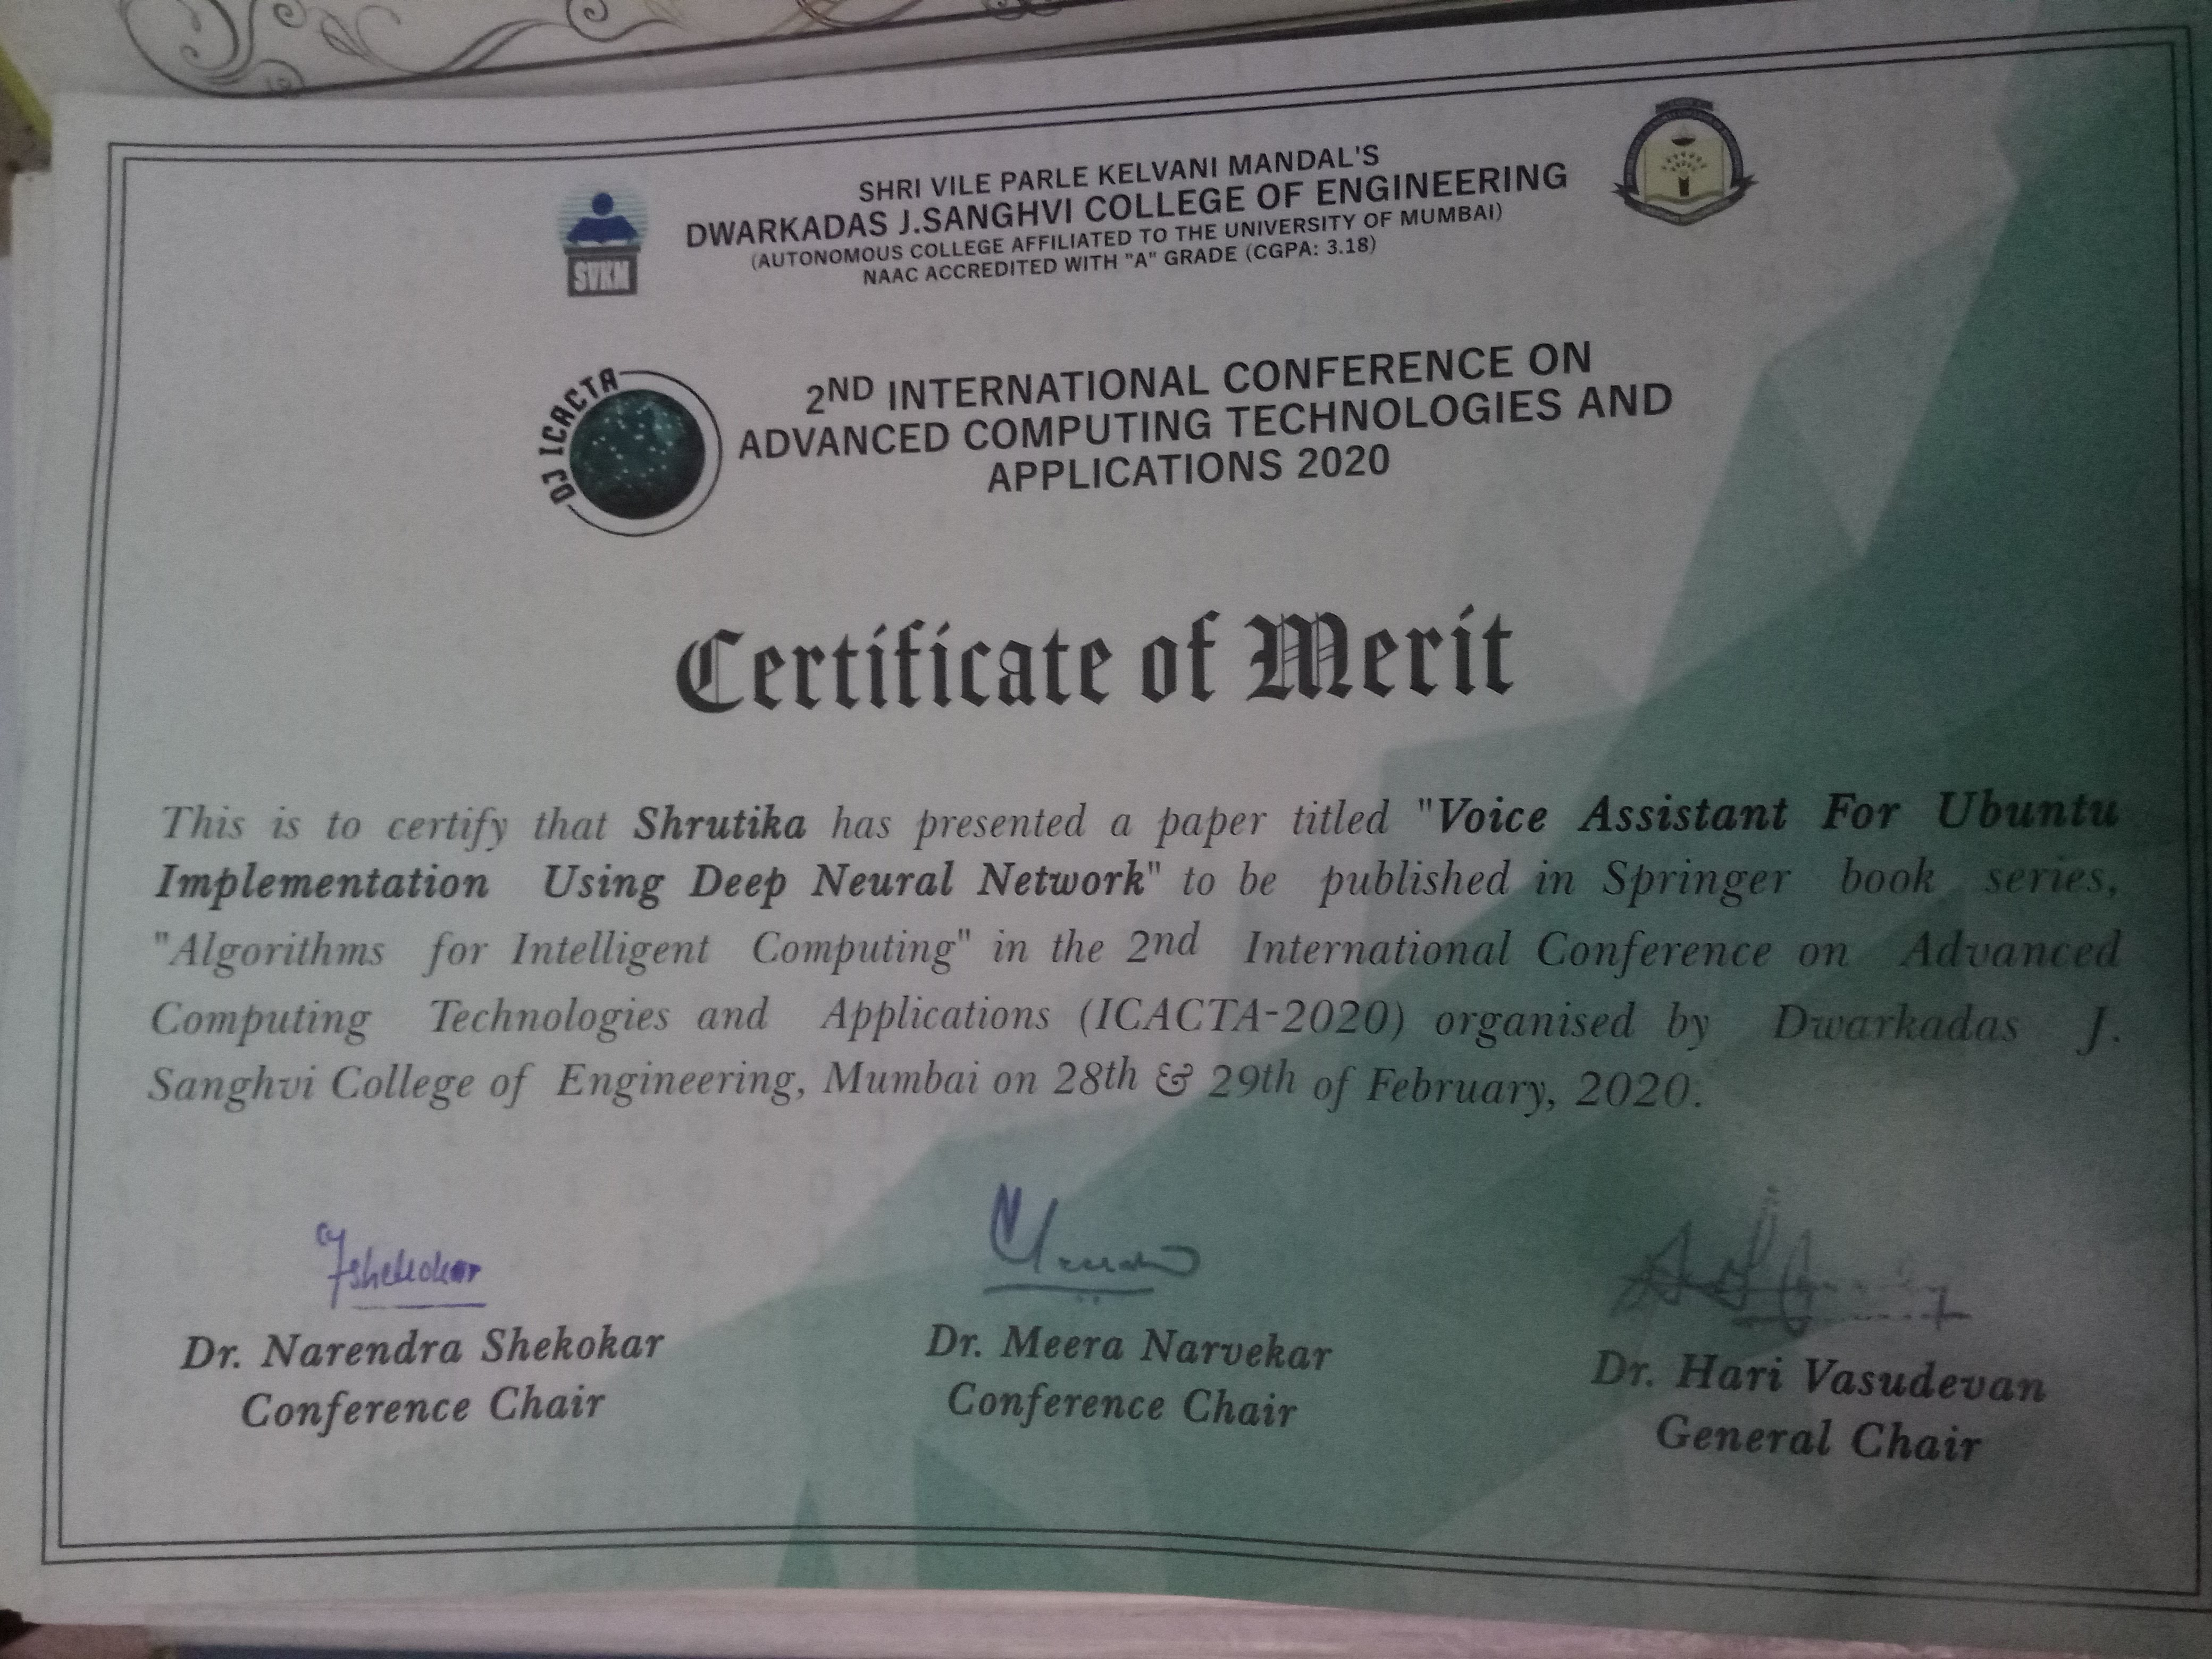 SHRI VILE PARLE KELVANI MANDAL'S
DWARKADAS J.SANGHVI COLLEGE OF ENGINEERING
(AUTONOMOUS COLLEGE AFFILIATED TO THE UNIVERSITY OF MUMBAI)
NAAC ACCREDITED WITH "A" GRADE (CGPA: 3.18)
SVKM
DJ ICACTA
2ND INTERNATIONAL CONFERENCE ON
ADVANCED COMPUTING TECHNOLOGIES AND
APPLICATIONS 2020
Certificate of Merit
This is to certify that Shrutika has presented a paper titled "Voice Assistant For Ubuntu
Implementation Using Deep Neural Network" to be published in Springer book series,
"Algorithms for Intelligent Computing" in the 2nd International Conference on Advanced
Computing Technologies and Applications (ICACTA-2020) organised by Dwarkadas J.
Sanghvi College of Engineering, Mumbai on 28th & 29th of February, 2020.
Dr. Narendra Shekokar
Conference Chair
Dr. Meera Narvekar
Conference Chair
Dr. Hari Vasudevan
General Chair